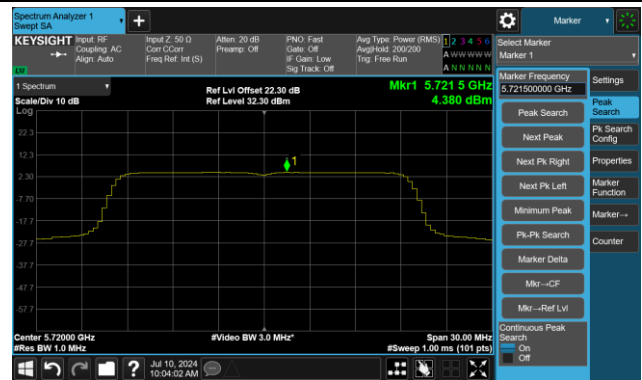 Spectrum Analyzer 1
Swept SA
+
Marker
KEYSIGHT
Input: RF
Coupling: AC
Align: Auto
Input Z: 50 Ω
Corr CCorr
Freq Ref: Int (S)
Atten: 20 dB
Preamp: Off
PNO: Fast
Gate: Off
IF Gain: Low
Sig Track: Off
Avg Type: Power (RMS)
Avg|Hold: 200/200
Trig: Free Run
1 2 3 4 5 6
A W W W W W
A N N N N N
LW
Select Marker
Marker 1
1 Spectrum
Scale/Div 10 dB
Log
Ref Lvl Offset 22.30 dB
Ref Level 32.30 dBm
Mkr1 5.721 5 GHz
4.380 dBm
22.3
12.3
2.30
-7.70
-17.7
-27.7
-37.7
-47.7
-57.7
1
Center 5.72000 GHz
#Res BW 1.0 MHz
#Video BW 3.0 MHz*
Span 30.00 MHz
#Sweep 1.00 ms (101 pts)
Marker Frequency
5.721500000 GHz
Peak Search
Next Peak
Next Pk Right
Next Pk Left
Minimum Peak
Pk-Pk Search
Marker Delta
Mkr→CF
Mkr→Ref Lvl
Continuous Peak
Search
On
Off
Settings
Peak
Search
Pk Search
Config
Properties
Marker
Function
Marker→
Counter
?
Jul 10, 2024
10:04:02 AM